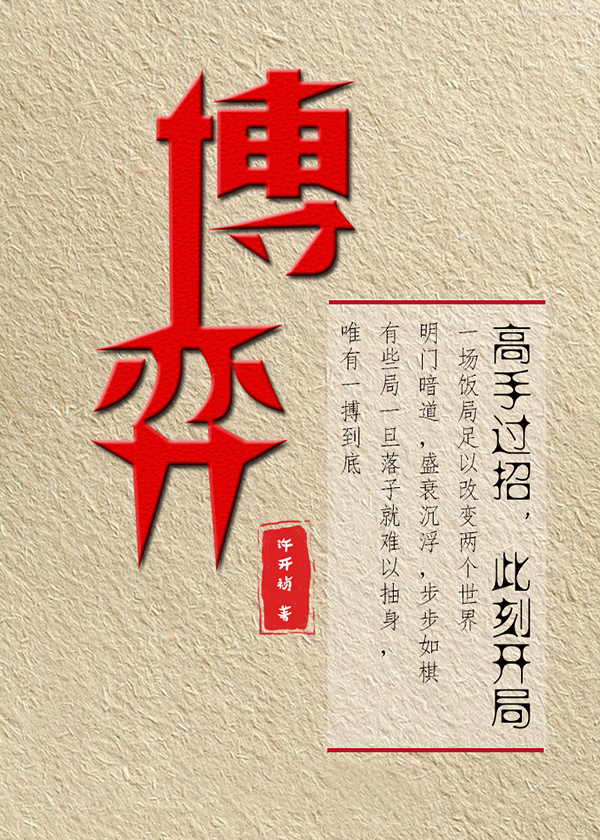 博弈
高手过招，此刻开局
一场饭局足以改变两个世界
明门暗道，盛衰沉浮，步步如棋
有些局一旦落子就难以抽身，
唯有一搏到底
许开祯 著